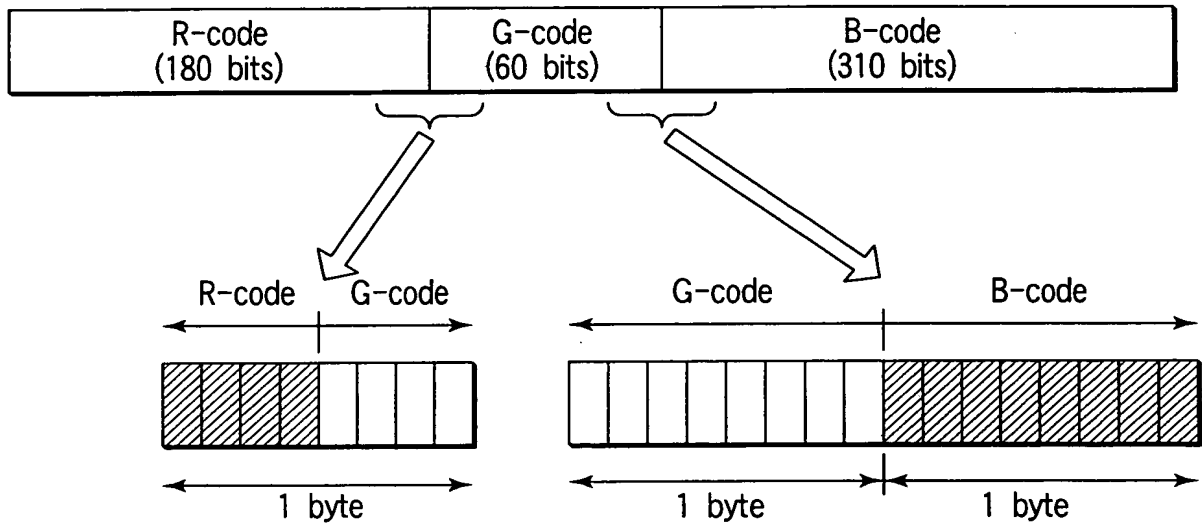 R-code G-code B-code
(180 bits) (60 bits) (310 bits)
R-code G-code G-code B-code
1 byte 1 byte 1 byte